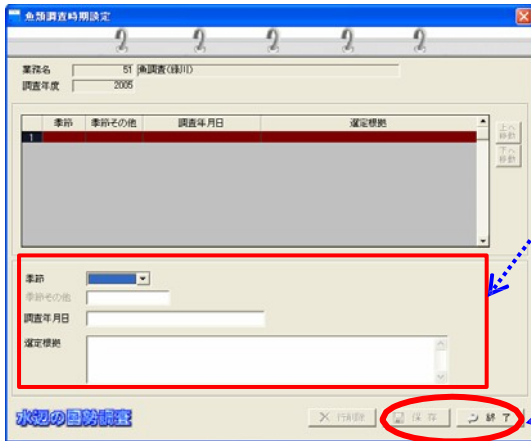 魚類調査時期設定
業務名 51 魚調査(緑川)
調査年度 2005
季節 季節その他 調査年月日 選定根拠
上へ移動
1
下へ移動
季節
季節その他
調査年月日
選定根拠
水辺の国勢調査 行削除 保存 終了